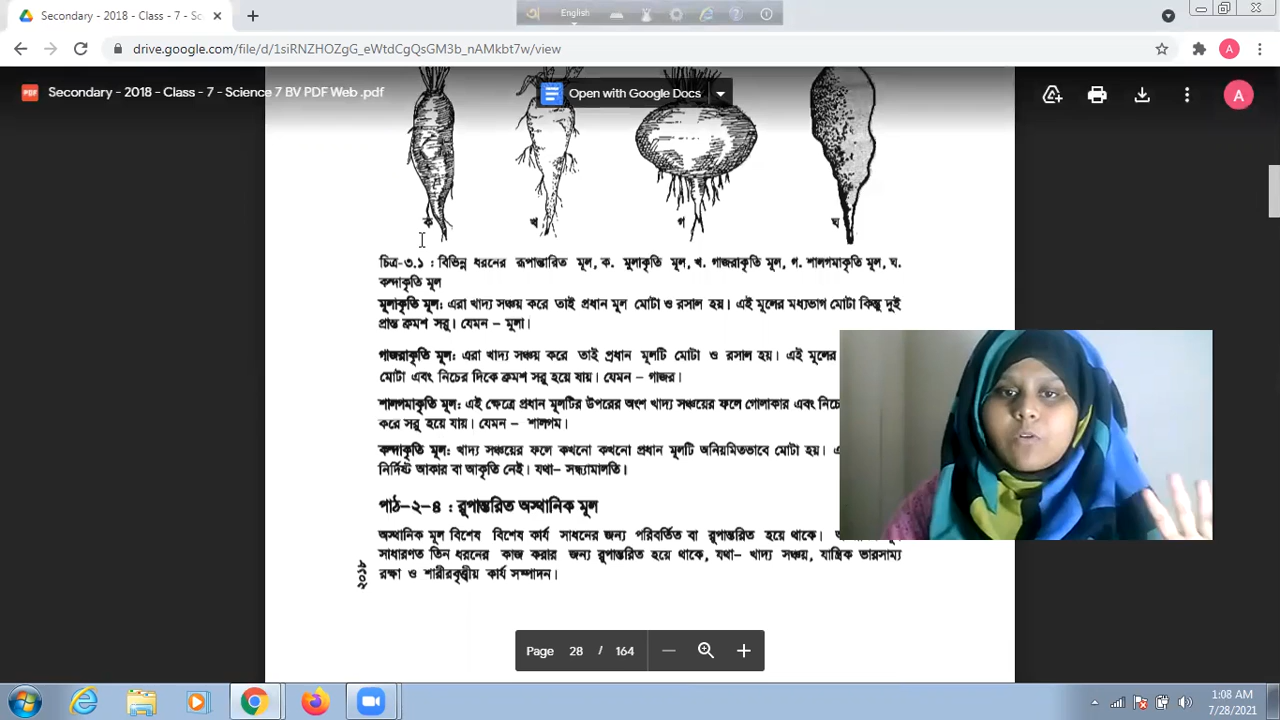 Secondary - 2018 - Class - 7 - Sc
English
drive.google.com/file/d/1siRNZHOZgG_eWtdCgQsGM3b_nAMkbt7w/view
A
PDF
Secondary - 2018 - Class - 7 - Science 7 BV PDF Web .pdf
Open with Google Docs
A
ক
খ
গ
ঘ
চিত্র-৩.১ : বিভিন্ন ধরনের রূপান্তরিত মূল, ক. মূলাকৃতি মূল, খ. গাজরাকৃতি মূল, গ. শালগমাকৃতি মূল, ঘ.
কন্দাকৃতি মূল
মূলাকৃতি মূল: এরা খাদ্য সঞ্চয় করে তাই প্রধান মূল মোটা ও রসাল হয়। এই মূলের মধ্যভাগ মোটা কিন্তু দুই
প্রান্ত ক্রমশ সরু। যেমন – মূলা।
গাজরাকৃতি মূল: এরা খাদ্য সঞ্চয় করে তাই প্রধান মূলটি মোটা ও রসাল হয়। এই মূলের
মোটা এবং নিচের দিকে ক্রমশ সরু হয়ে যায়। যেমন – গাজর।
শালগমাকৃতি মূল: এই ক্ষেত্রে প্রধান মূলটির উপরের অংশ খাদ্য সঞ্চয়ের ফলে গোলাকার এবং নিচে
করে সরু হয়ে যায়। যেমন – শালগম।
কন্দাকৃতি মূল: খাদ্য সঞ্চয়ের ফলে কখনো কখনো প্রধান মূলটি অনিয়মিতভাবে মোটা হয়।
নির্দিষ্ট আকার বা আকৃতি নেই। যথা- সন্ধ্যামালতি।
পাঠ-২-৪ : রূপান্তরিত অস্থানিক মূল
অস্থানিক মূল বিশেষ বিশেষ কার্য সাধনের জন্য পরিবর্তিত বা রূপান্তরিত হয়ে থাকে।
সাধারণত তিন ধরনের কাজ করার জন্য রূপান্তরিত হয়ে থাকে, যথা- খাদ্য সঞ্চয়, যান্ত্রিক ভারসাম্য
রক্ষা ও শারীরবৃত্তীয় কার্য সম্পাদন।
২০১৮
Page 28 / 164
1:08 AM
7/28/2021